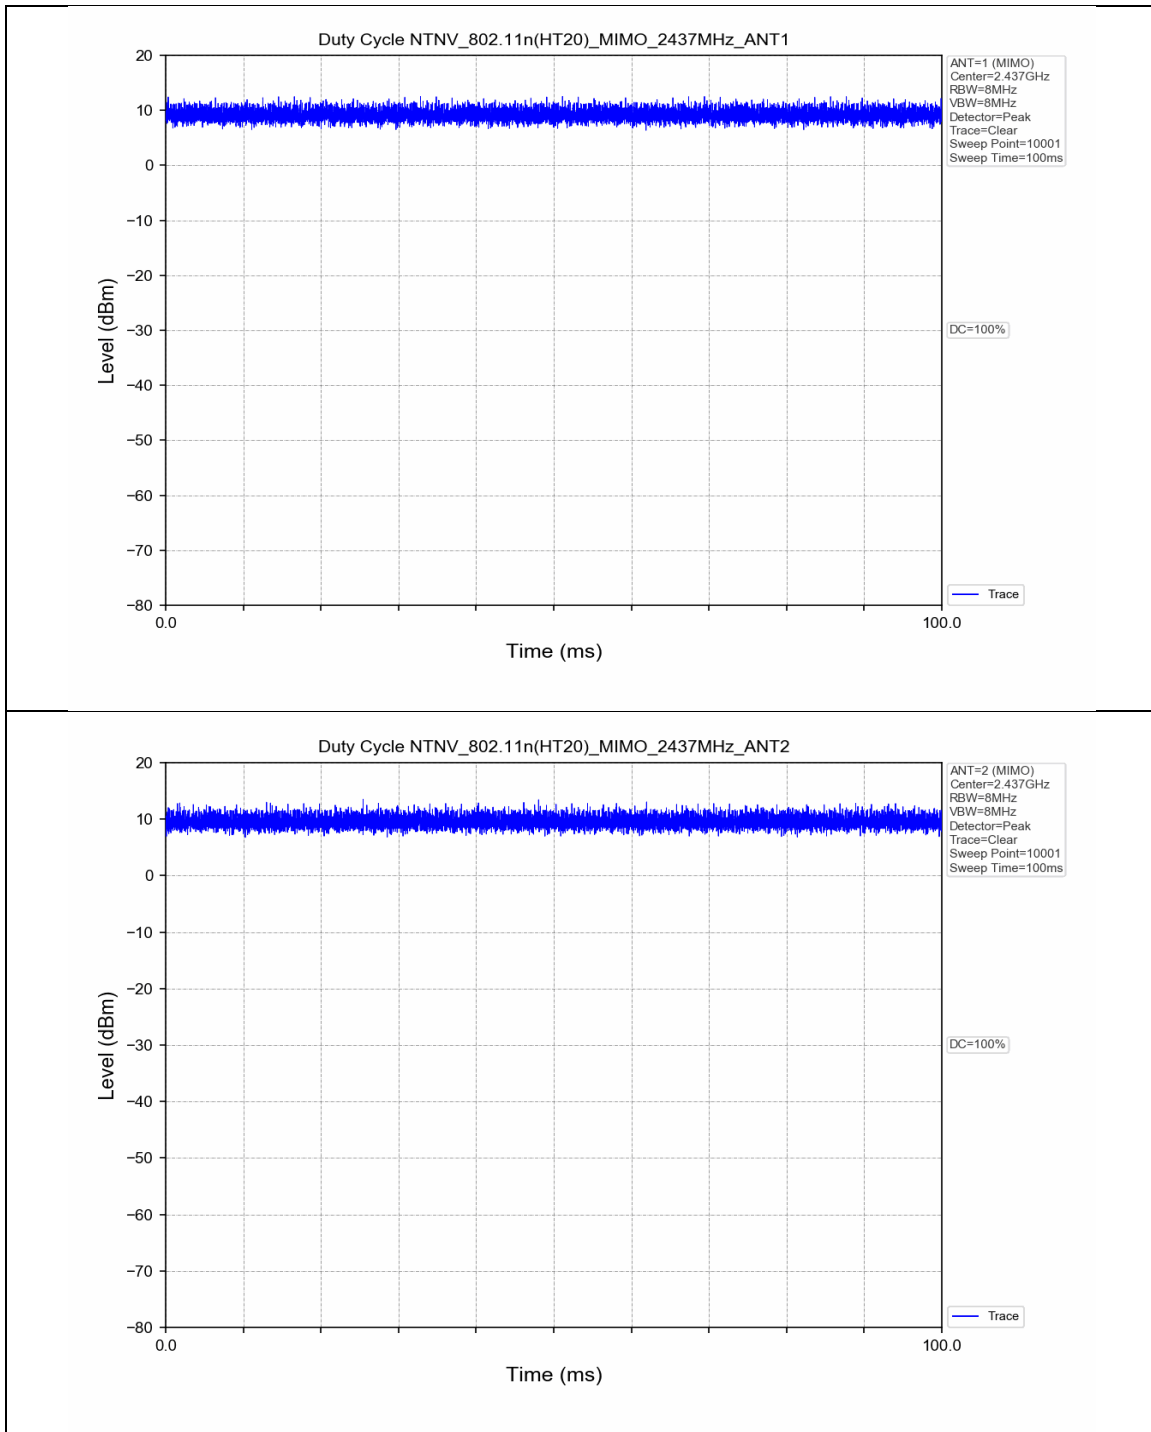 Duty Cycle NTNV_802.11n(HT20)_MIMO_2437MHz_ANT1
20
10
0
−10
−20
−30
−40
−50
−60
−70
−80
Level (dBm)
0.0
100.0
Time (ms)
ANT=1 (MIMO)
Center=2.437GHz
RBW=8MHz
VBW=8MHz
Detector=Peak
Trace=Clear
Sweep Point=10001
Sweep Time=100ms
DC=100%
Trace
Duty Cycle NTNV_802.11n(HT20)_MIMO_2437MHz_ANT2
20
10
0
−10
−20
−30
−40
−50
−60
−70
−80
Level (dBm)
0.0
100.0
Time (ms)
ANT=2 (MIMO)
Center=2.437GHz
RBW=8MHz
VBW=8MHz
Detector=Peak
Trace=Clear
Sweep Point=10001
Sweep Time=100ms
DC=100%
Trace